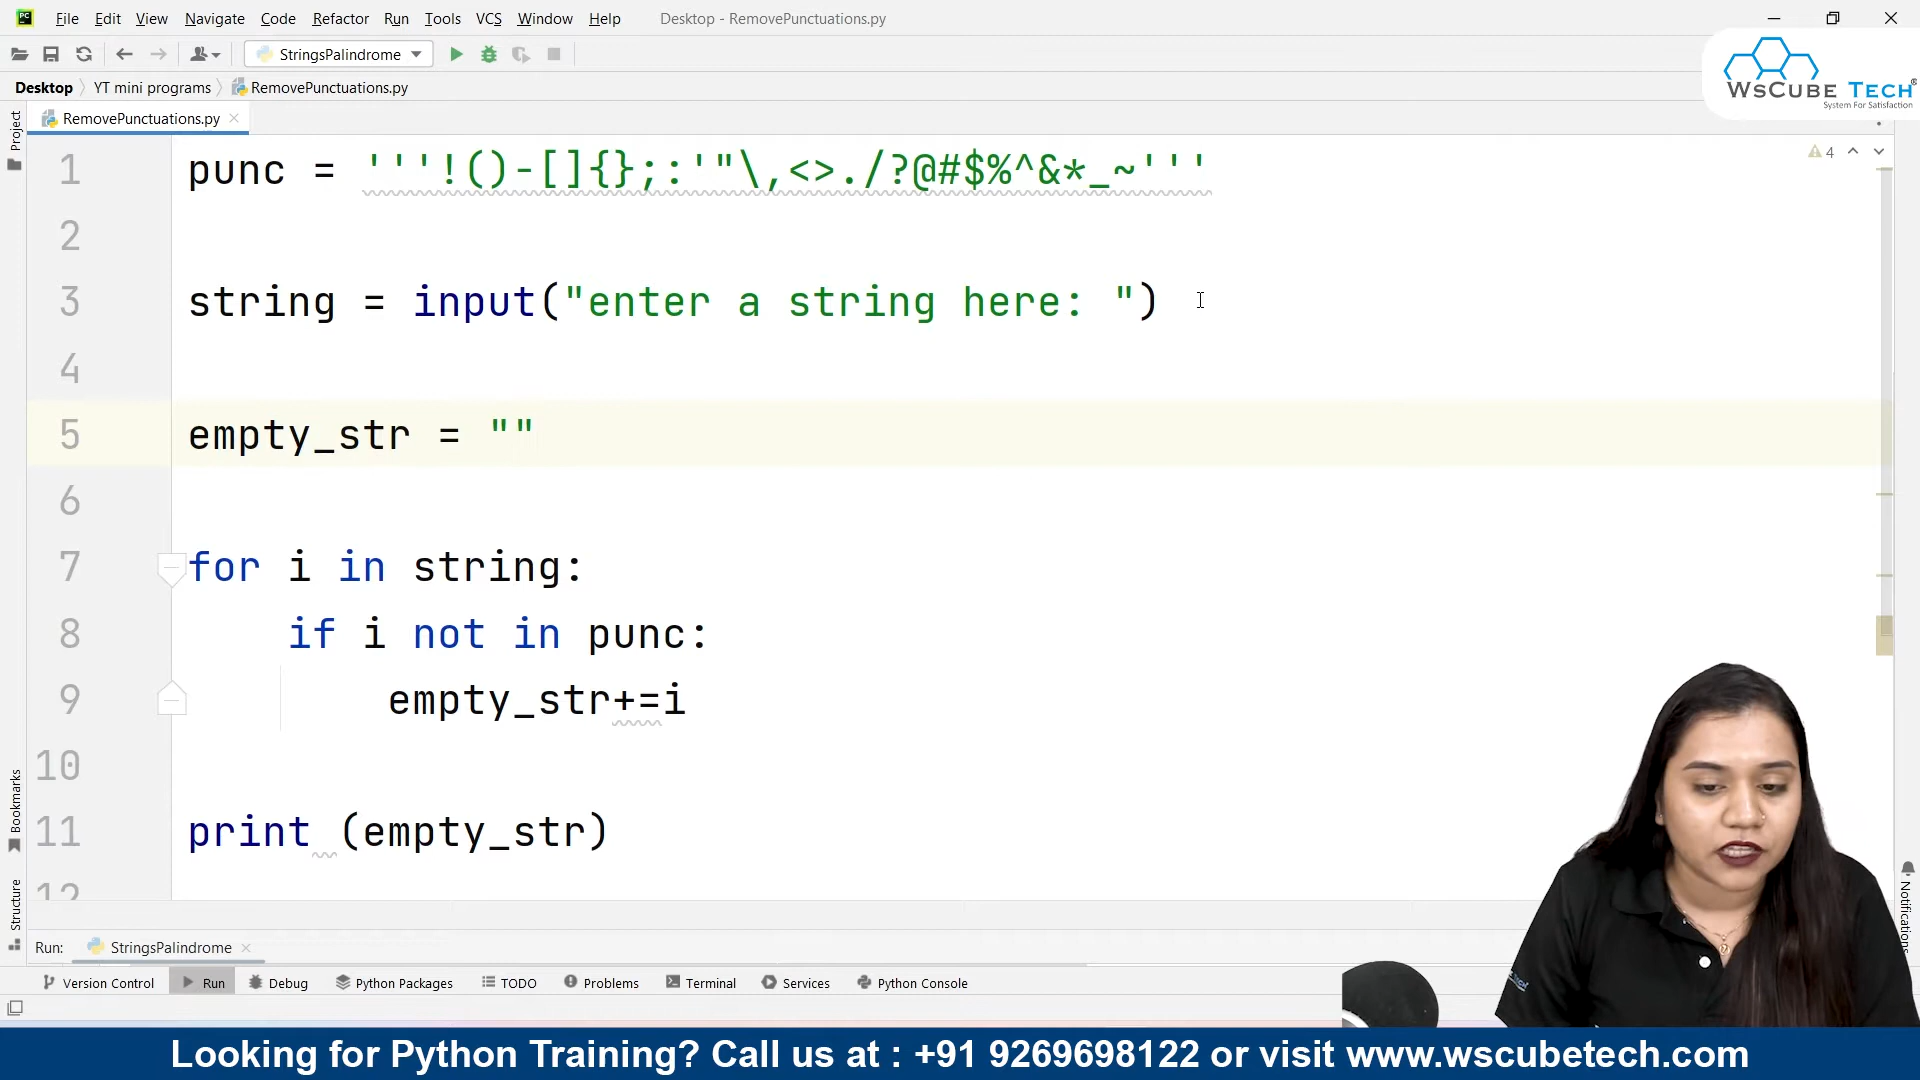 File Edit View Navigate Code Refactor Run Tools VCS Window Help Desktop - RemovePunctuations.py
StringsPalindrome
WsCube Tech®
System For Satisfaction
Desktop YT mini programs RemovePunctuations.py
Project
RemovePunctuations.py
4
1 punc = '''!()-[]{};:'"\,<>./?@#$%^&*_~'''
2
3 string = input("enter a string here: ")
4
5 empty_str = ""
6
7 for i in string:
8 if i not in punc:
9 empty_str+=i
10
11 print (empty_str)
12
Bookmarks
Structure
Notifications
Run: StringsPalindrome
Version Control Run Debug Python Packages TODO Problems Terminal Services Python Console
Looking for Python Training? Call us at : +91 9269698122 or visit www.wscubetech.com